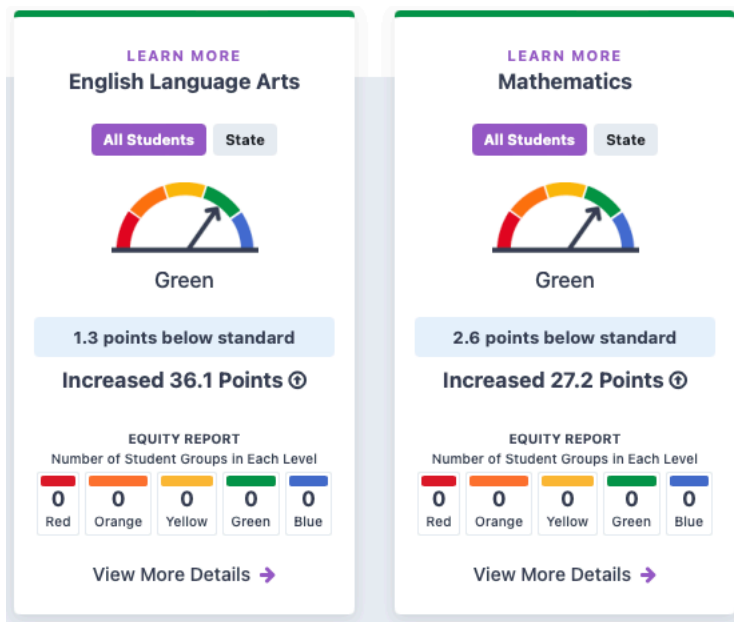 LEARN MORE
English Language Arts
All Students State
Green
1.3 points below standard
Increased 36.1 Points
EQUITY REPORT
Number of Student Groups in Each Level
0 0 0 0 0
Red Orange Yellow Green Blue
View More Details
LEARN MORE
Mathematics
All Students State
Green
2.6 points below standard
Increased 27.2 Points
EQUITY REPORT
Number of Student Groups in Each Level
0 0 0 0 0
Red Orange Yellow Green Blue
View More Details